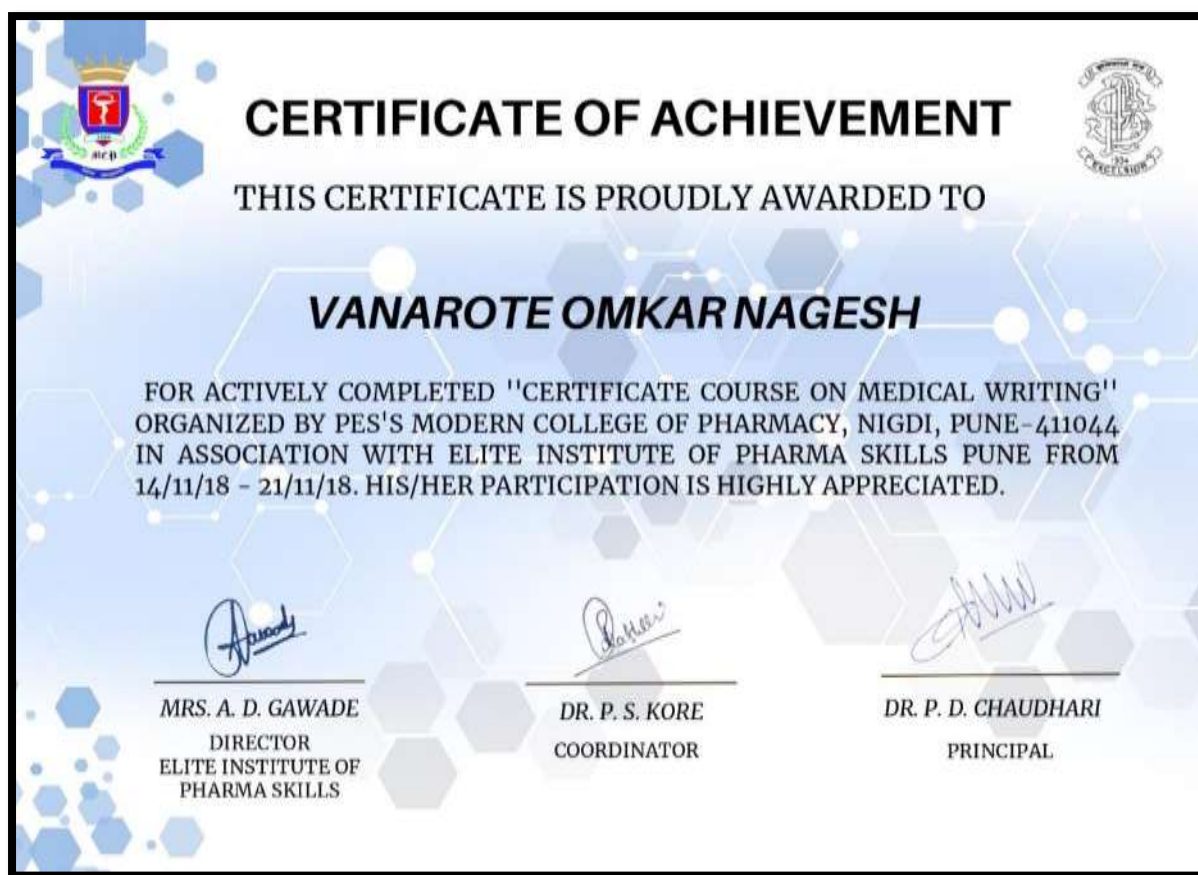 CERTIFICATE OF ACHIEVEMENT
THIS CERTIFICATE IS PROUDLY AWARDED TO
VANAROTE OMKAR NAGESH
FOR ACTIVELY COMPLETED ''CERTIFICATE COURSE ON MEDICAL WRITING''
ORGANIZED BY PES'S MODERN COLLEGE OF PHARMACY, NIGDI, PUNE-411044
IN ASSOCIATION WITH ELITE INSTITUTE OF PHARMA SKILLS PUNE FROM
14/11/18 - 21/11/18. HIS/HER PARTICIPATION IS HIGHLY APPRECIATED.
MRS. A. D. GAWADE
DIRECTOR
ELITE INSTITUTE OF
PHARMA SKILLS
DR. P. S. KORE
COORDINATOR
DR. P. D. CHAUDHARI
PRINCIPAL
MCP
EXCELSIOR